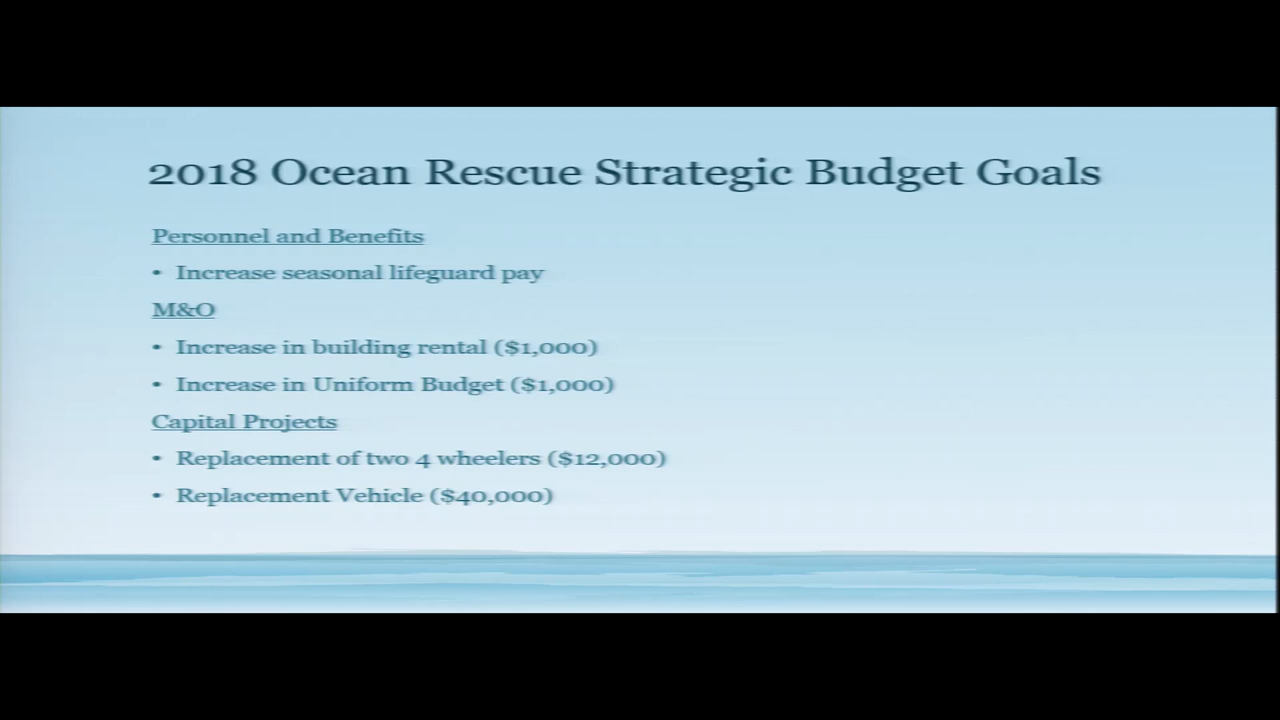 2018 Ocean Rescue Strategic Budget Goals
Personnel and Benefits
• Increase seasonal lifeguard pay
M&O
• Increase in building rental ($1,000)
• Increase in Uniform Budget ($1,000)
Capital Projects
• Replacement of two 4 wheelers ($12,000)
• Replacement Vehicle ($40,000)